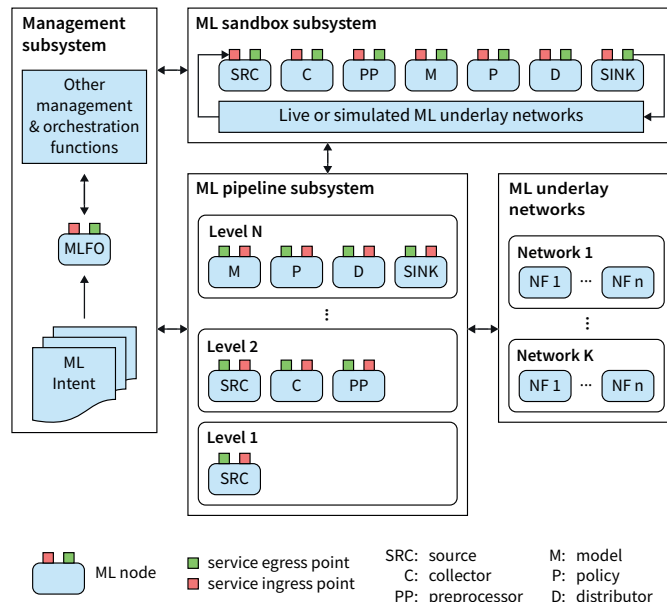 Management
subsystem
Other
management
& orchestration
functions
MLFO
ML
Intent
ML sandbox subsystem
SRC C PP M P D SINK
Live or simulated ML underlay networks
ML pipeline subsystem
Level N
M P D SINK
...
Level 2
SRC C PP
Level 1
SRC
ML underlay
networks
Network 1
NF 1 ... NF n
...
Network K
NF 1 ... NF n
ML node
service egress point
service ingress point
SRC: source
C: collector
PP: preprocessor
M: model
P: policy
D: distributor